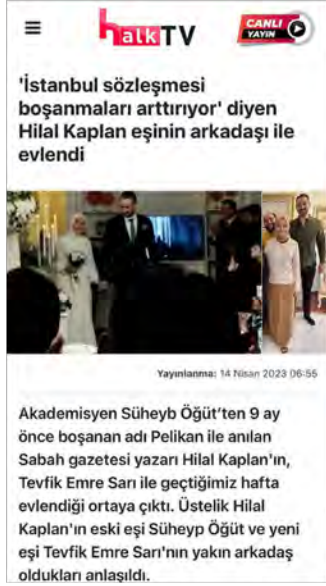 halk TV
CANLI
YAYIN
'İstanbul sözleşmesi
boşanmaları arttırıyor' diyen
Hilal Kaplan eşinin arkadaşı ile
evlendi
Yayınlanma: 14 Nisan 2023 06:55
Akademisyen Süheyb Öğüt’ten 9 ay
önce boşanan adı Pelikan ile anılan
Sabah gazetesi yazarı Hilal Kaplan'ın,
Tevfik Emre Sarı ile geçtiğimiz hafta
evlendiği ortaya çıktı. Üstelik Hilal
Kaplan'ın eski eşi Süheyp Öğüt ve yeni
eşi Tevfik Emre Sarı'nın yakın arkadaş
oldukları anlaşıldı.